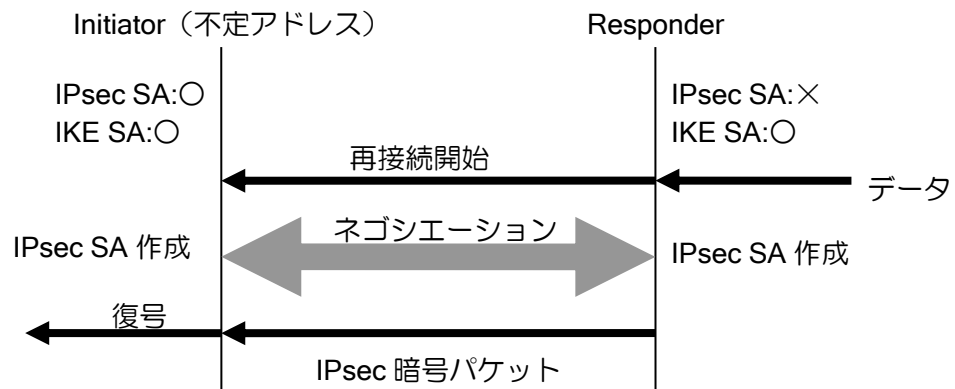 Initiator（不定アドレス）
Responder
IPsec SA:〇
IKE SA:〇
IPsec SA:×
IKE SA:〇
再接続開始
データ
ネゴシエーション
IPsec SA 作成
IPsec SA 作成
復号
IPsec 暗号パケット